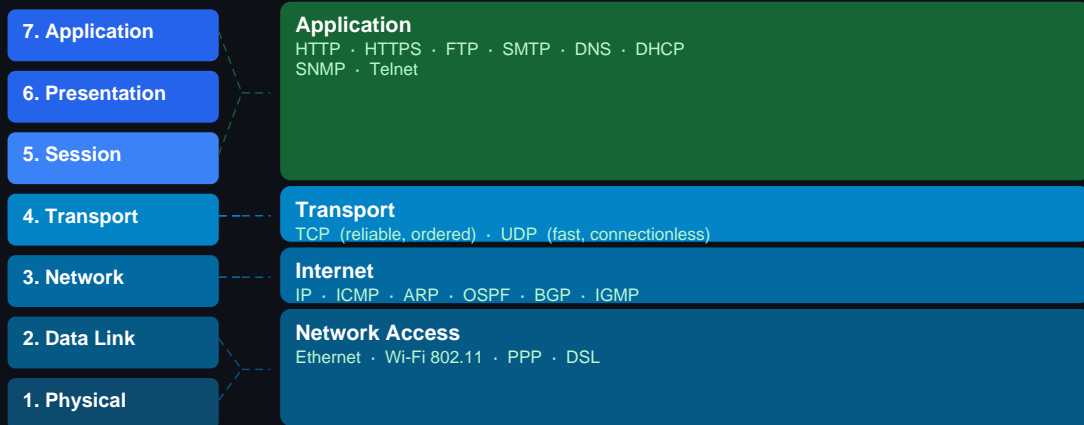 7. Application
6. Presentation
5. Session
4. Transport
3. Network
2. Data Link
1. Physical
Application
HTTP · HTTPS · FTP · SMTP · DNS · DHCP
SNMP · Telnet
Transport
TCP (reliable, ordered) · UDP (fast, connectionless)
Internet
IP · ICMP · ARP · OSPF · BGP · IGMP
Network Access
Ethernet · Wi-Fi 802.11 · PPP · DSL